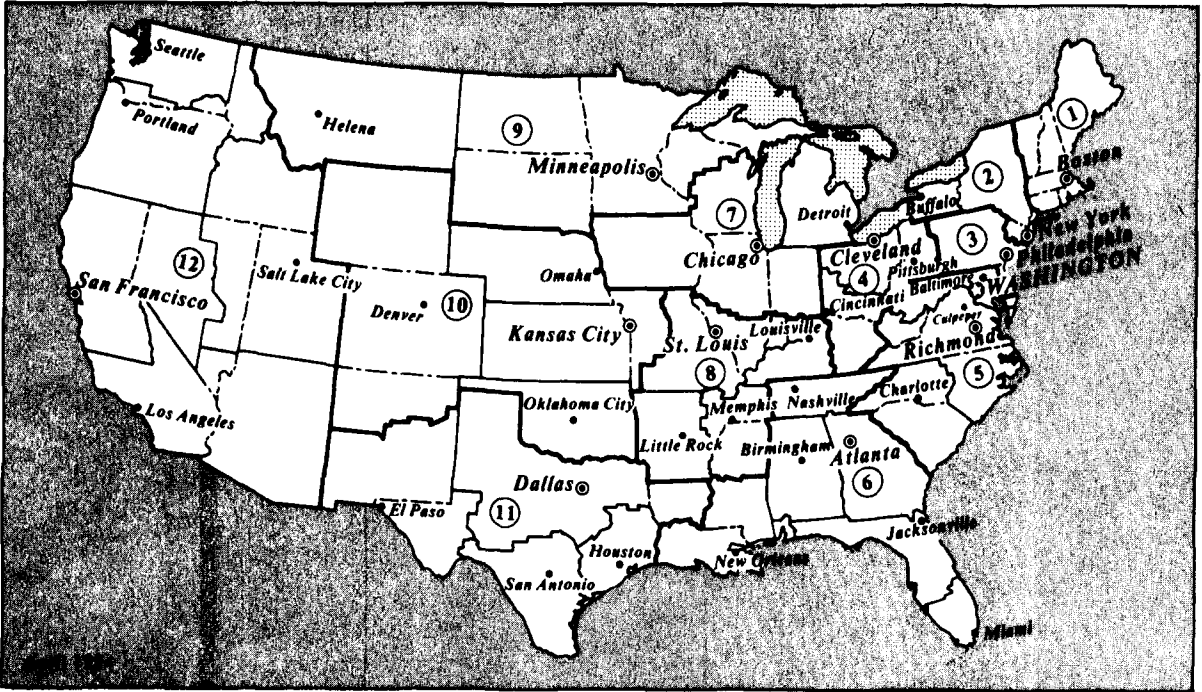 Seattle
Portland
Helena
9
Minneapolis
1
Boston
2
Buffalo
7
Detroit
3
New York
Philadelphia
Cleveland
Pittsburgh
WASHINGTON
Chicago
4
Cincinnati
Baltimore
12
Salt Lake City
Omaha
San Francisco
Denver
10
Kansas City
St. Louis
Louisville
Culpeper
Richmond
8
5
Charlotte
Los Angeles
Oklahoma City
Memphis
Nashville
Little Rock
Birmingham
Atlanta
6
Dallas
El Paso
11
Jacksonville
Houston
New Orleans
San Antonio
Miami